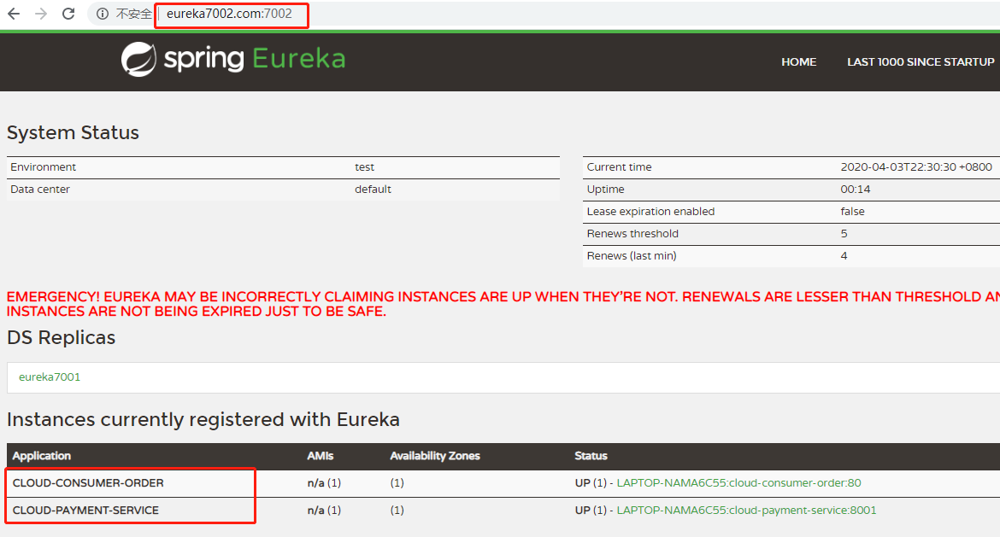 不安全 eureka7002.com:7002
spring Eureka
HOME LAST 1000 SINCE STARTUP
System Status
Environment test
Data center default
Current time 2020-04-03T22:30:30 +0800
Uptime 00:14
Lease expiration enabled false
Renews threshold 5
Renews (last min) 4
EMERGENCY! EUREKA MAY BE INCORRECTLY CLAIMING INSTANCES ARE UP WHEN THEY'RE NOT. RENEWALS ARE LESSER THAN THRESHOLD AN
INSTANCES ARE NOT BEING EXPIRED JUST TO BE SAFE.
DS Replicas
eureka7001
Instances currently registered with Eureka
Application AMIs Availability Zones Status
CLOUD-CONSUMER-ORDER n/a (1) (1) UP (1) - LAPTOP-NAMA6C55:cloud-consumer-order:80
CLOUD-PAYMENT-SERVICE n/a (1) (1) UP (1) - LAPTOP-NAMA6C55:cloud-payment-service:8001